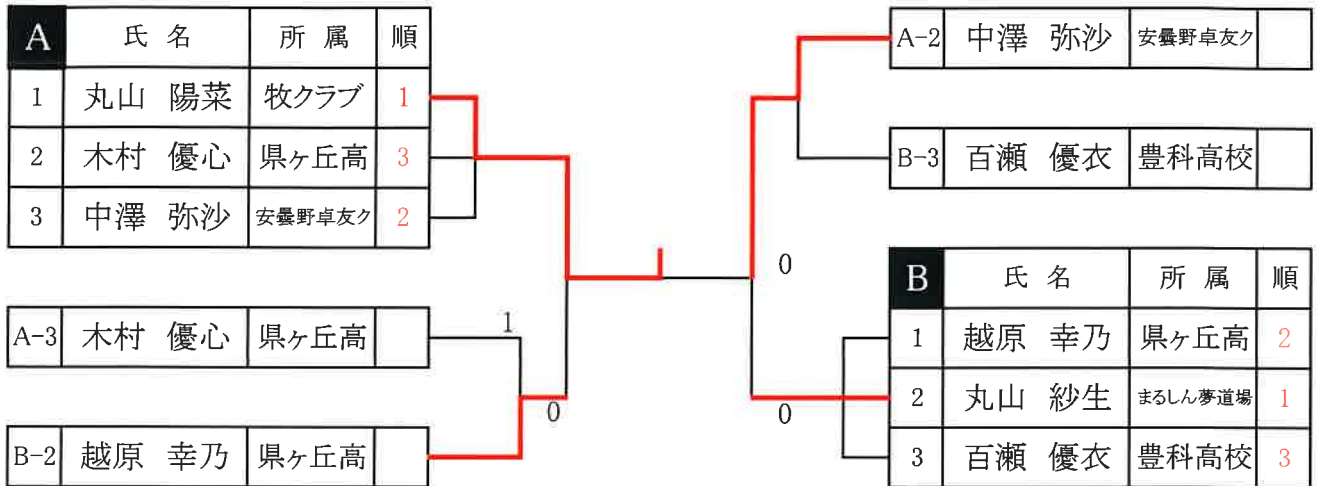 A 氏名 所属 順
1 丸山 陽菜 牧クラブ 1
2 木村 優心 県ヶ丘高 3
3 中澤 弥沙 安曇野卓友ク 2
A-3 木村 優心 県ヶ丘高
1
B-2 越原 幸乃 県ヶ丘高
0
A-2 中澤 弥沙 安曇野卓友ク
B-3 百瀬 優衣 豊科高校
0
B 氏名 所属 順
1 越原 幸乃 県ヶ丘高 2
2 丸山 紗生 まるしん夢道場 1
0
3 百瀬 優衣 豊科高校 3